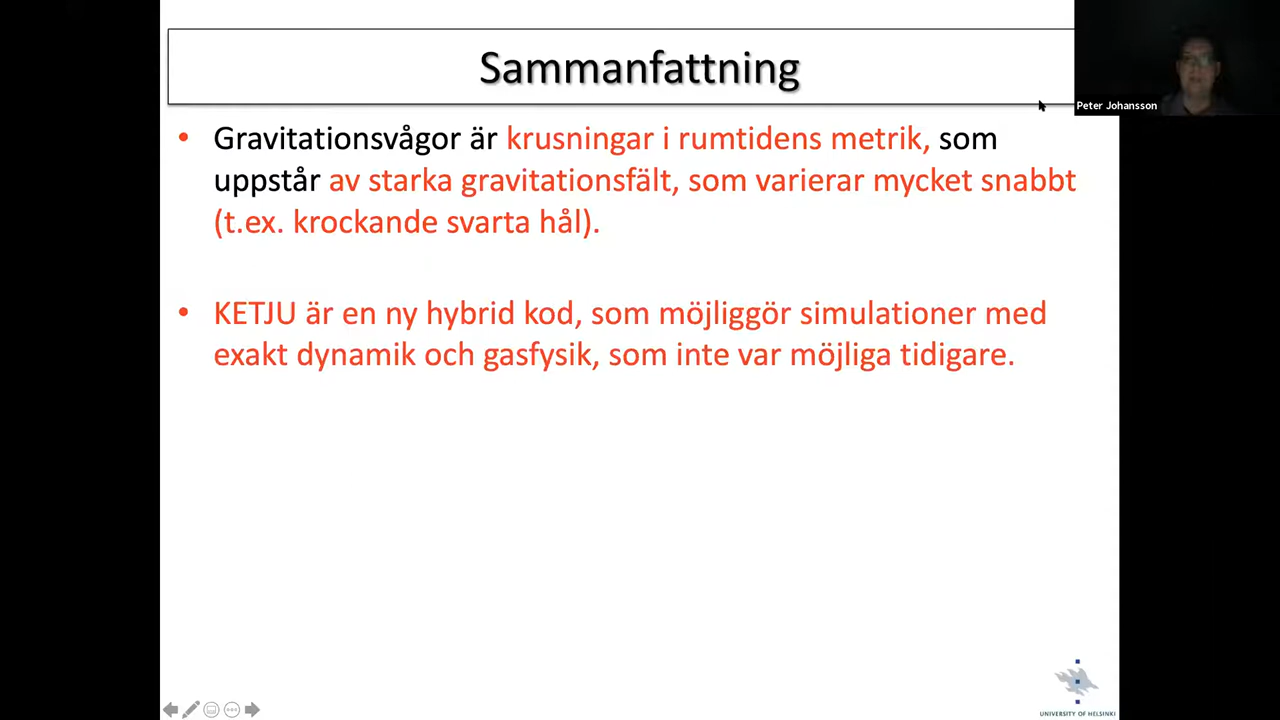 Sammanfattning
Peter Johansson
• Gravitationsvågor är krusningar i rumtidens metrik, som
uppstår av starka gravitationsfält, som varierar mycket snabbt
(t.ex. krockande svarta hål).
• KETJU är en ny hybrid kod, som möjliggör simulationer med
exakt dynamik och gasfysik, som inte var möjliga tidigare.
UNIVERSITY OF HELSINKI